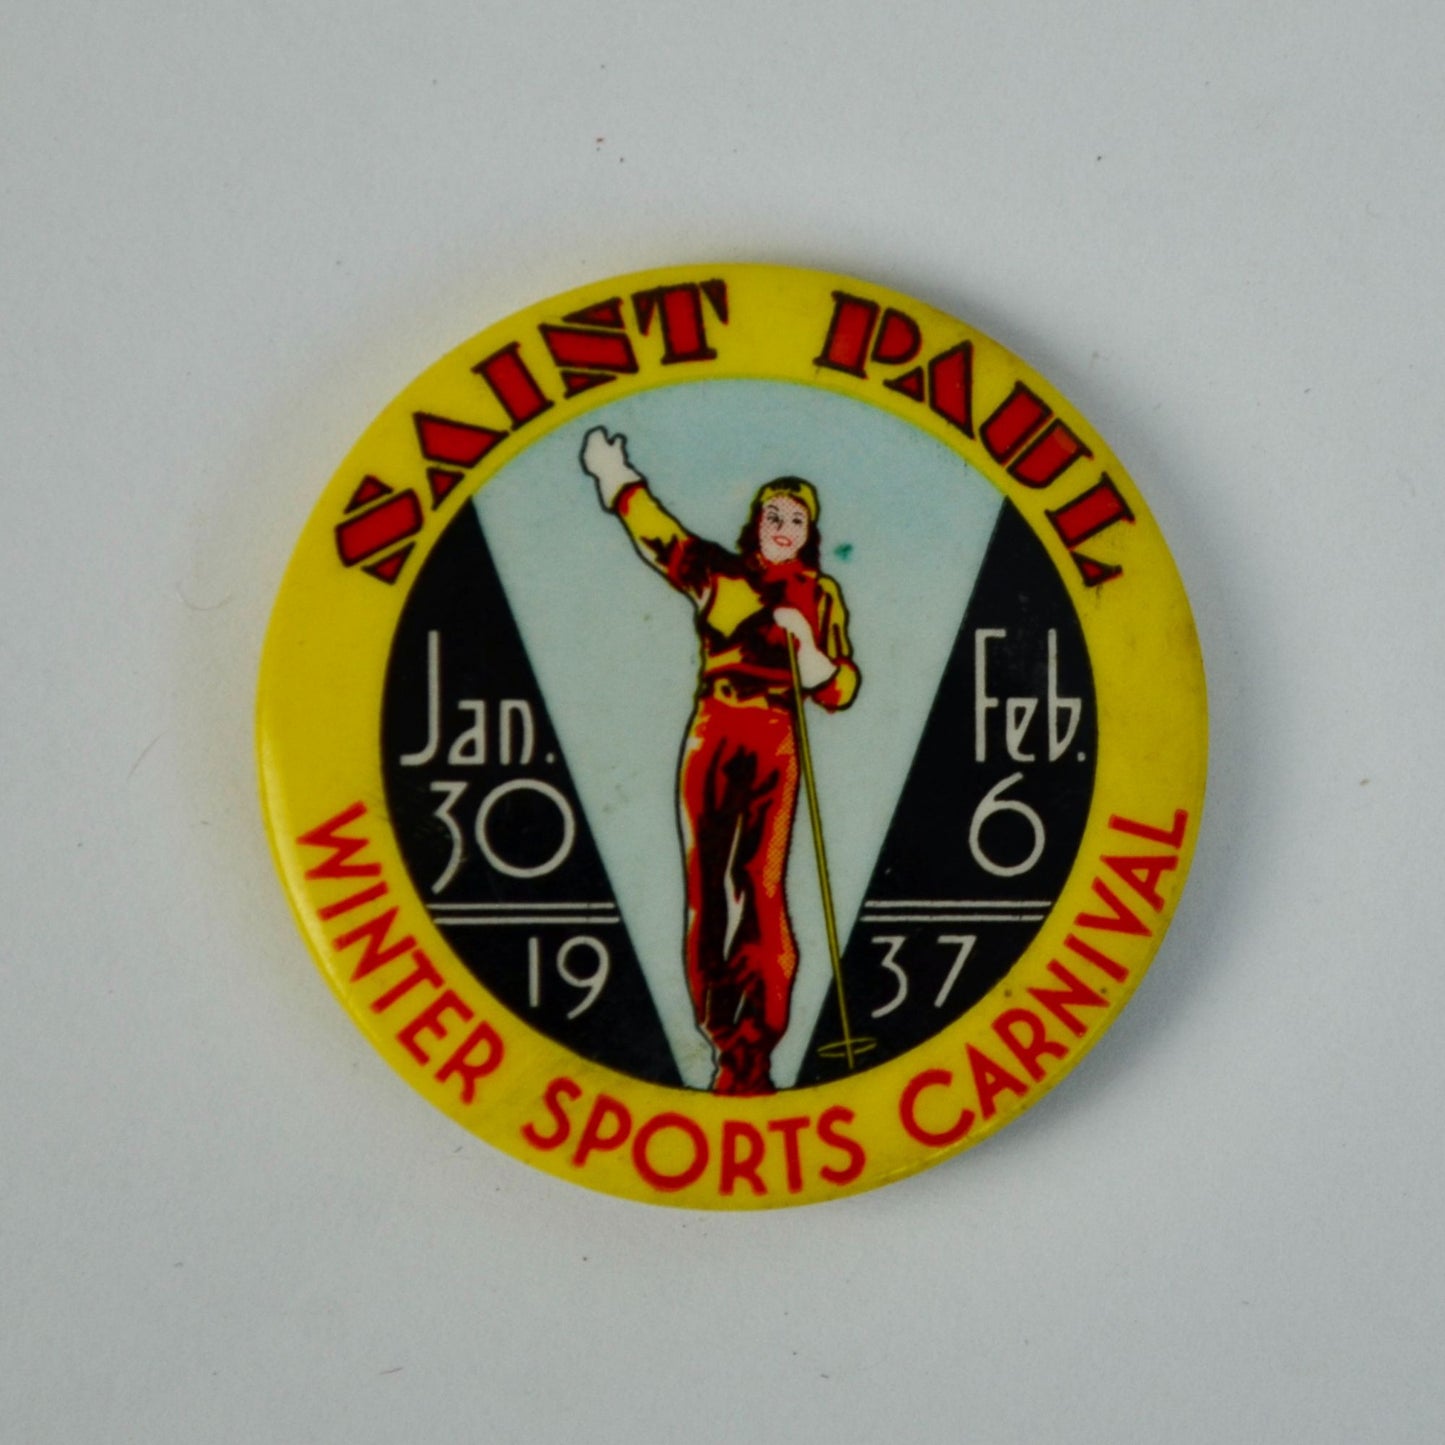 SAINT PAUL
Jan.
30
Feb.
6
19 37
WINTER SPORTS CARNIVAL